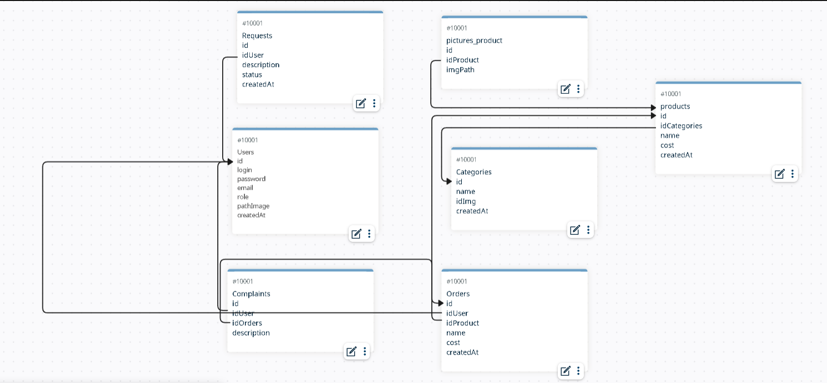 #10001
Requests
id
idUser
description
status
createdAt
#10001
pictures_product
id
idProduct
imgPath
#10001
products
id
idCategories
name
cost
createdAt
#10001
Users
id
login
password
email
role
pathImage
createdAt
#10001
Categories
id
name
idImg
createdAt
#10001
Complaints
id
idUser
idOrders
description
#10001
Orders
id
idUser
idProduct
name
cost
createdAt